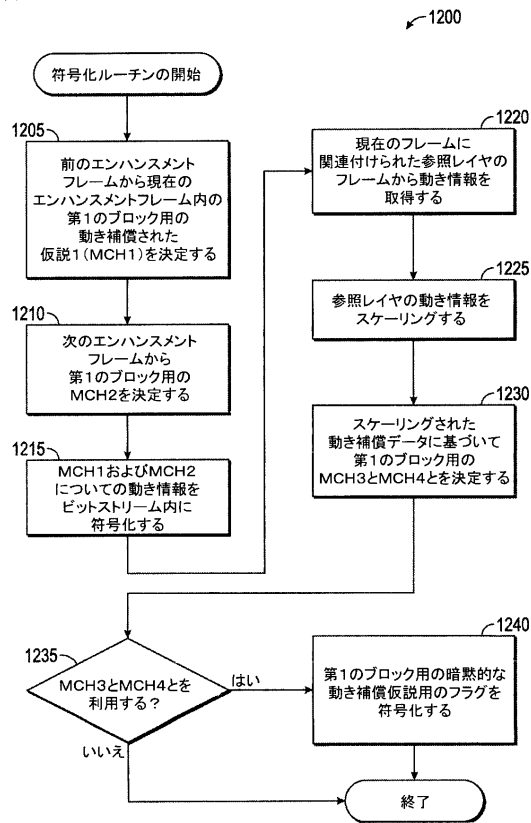 1200
符号化ルーチンの開始
1205
前のエンハンスメント
フレームから現在の
エンハンスメントフレーム内の
第1のブロック用の
動き補償された
仮説1(MCH1)を決定する
1210
次のエンハンスメント
フレームから
第1のブロック用の
MCH2を決定する
1215
MCH1およびMCH2
についての動き情報を
ビットストリーム内に
符号化する
1220
現在のフレームに
関連付けられた参照レイヤの
フレームから動き情報を
取得する
1225
参照レイヤの動き情報を
スケーリングする
1230
スケーリングされた
動き補償データに基づいて
第1のブロック用の
MCH3とMCH4とを決定する
1235
MCH3とMCH4とを
利用する?
はい
いいえ
1240
第1のブロック用の暗黙的な
動き補償仮説用のフラグを
符号化する
終了